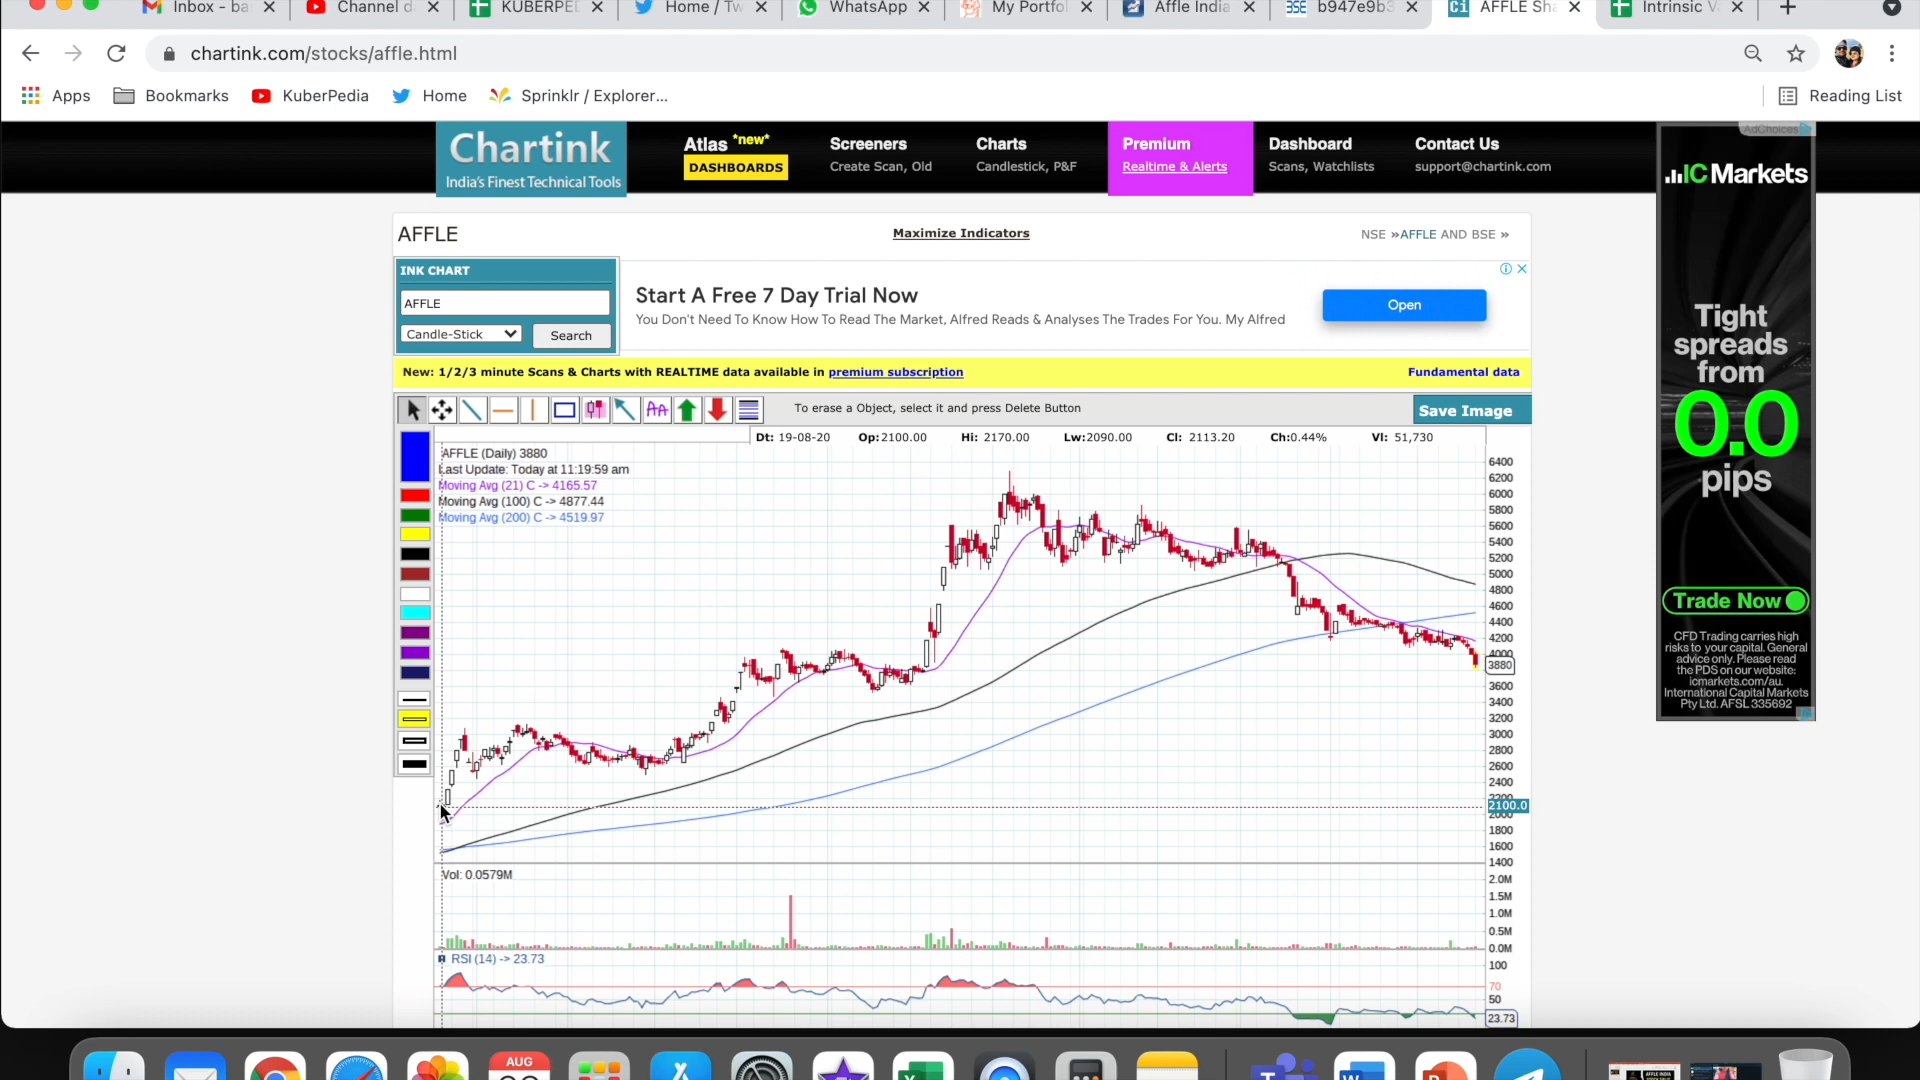 Inbox - ba
Channel d
KUBERPED
Home / Tw
WhatsApp
My Portfol
Affle India
BSE b947e9b3
Ci AFFLE Sha
Intrinsic V
chartink.com/stocks/affle.html
Apps
Bookmarks
KuberPedia
Home
Sprinklr / Explorer...
Reading List
Chartink
India's Finest Technical Tools
Atlas *new*
DASHBOARDS
Screeners
Create Scan, Old
Charts
Candlestick, P&F
Premium
Realtime & Alerts
Dashboard
Scans, Watchlists
Contact Us
support@chartink.com
AdChoices
IC Markets
Tight
spreads
from
0.0
pips
Trade Now
CFD Trading carries high
risks to your capital. General
advice only. Please read
the PDS on our website:
icmarkets.com/au.
International Capital Markets
Pty Ltd. AFSL 335692
AFFLE
Maximize Indicators
NSE »AFFLE AND BSE »
INK CHART
AFFLE
Candle-Stick
Search
Start A Free 7 Day Trial Now
You Don't Need To Know How To Read The Market, Alfred Reads & Analyses The Trades For You. My Alfred
Open
New: 1/2/3 minute Scans & Charts with REALTIME data available in premium subscription
Fundamental data
To erase a Object, select it and press Delete Button
Save Image
Dt: 19-08-20 Op:2100.00 Hi: 2170.00 Lw:2090.00 Cl: 2113.20 Ch:0.44% Vl: 51,730
AFFLE (Daily) 3880
Last Update: Today at 11:19:59 am
Moving Avg (21) C -> 4165.57
Moving Avg (100) C -> 4877.44
Moving Avg (200) C -> 4519.97
6400
6200
6000
5800
5600
5400
5200
5000
4800
4600
4400
4200
4000
3880
3600
3400
3200
3000
2800
2600
2400
2200
2100.0
2000
1800
1600
1400
Vol: 0.0579M
2.0M
1.5M
1.0M
0.5M
0.0M
RSI (14) -> 23.73
100
70
50
23.73
AUG